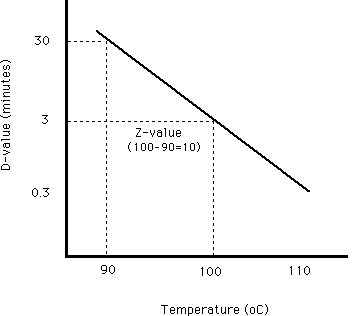 D-value (minutes)
30
3
0.3
Z-value
(100-90=10)
90
100
110
Temperature (oC)